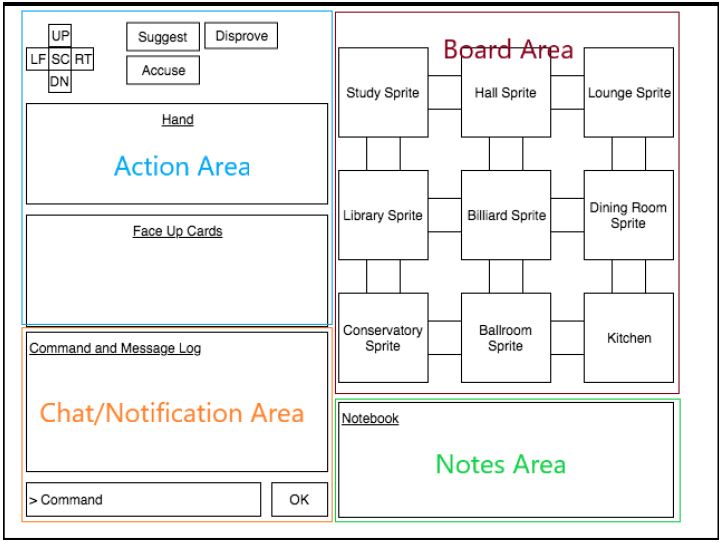 UP
LF SC RT
DN
Suggest
Disprove
Accuse
Hand
Action Area
Face Up Cards
Command and Message Log
Chat/Notification Area
> Command
OK
Board Area
Study Sprite
Hall Sprite
Lounge Sprite
Library Sprite
Billiard Sprite
Dining Room
Sprite
Conservatory
Sprite
Ballroom
Sprite
Kitchen
Notebook
Notes Area